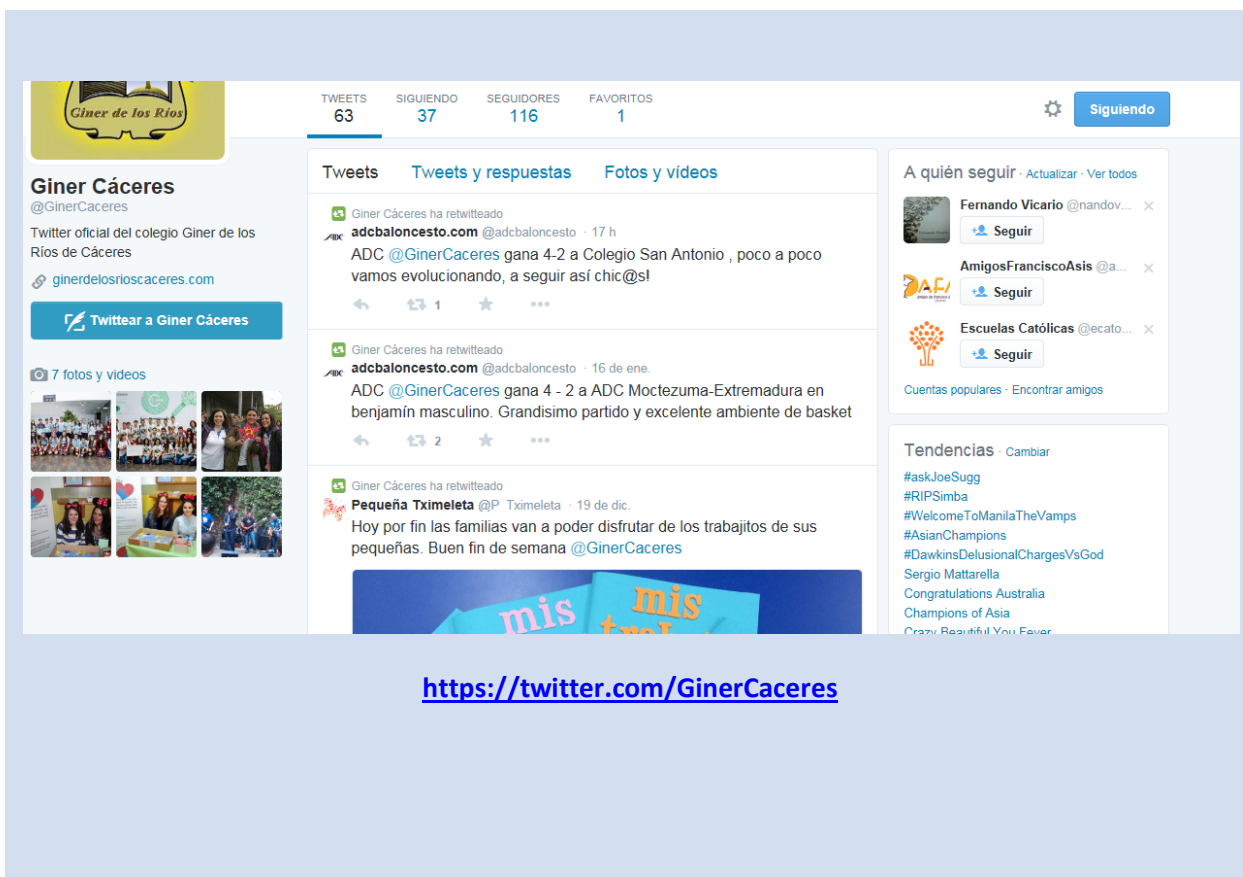 Giner de los Ríos
TWEETS SIGUIENDO SEGUIDORES FAVORITOS
63 37 116 1
Siguiendo
Giner Cáceres
@GinerCaceres
Twitter oficial del colegio Giner de los
Ríos de Cáceres
ginerdelosrioscaceres.com
Twittear a Giner Cáceres
7 fotos y videos
Tweets Tweets y respuestas Fotos y vídeos
Giner Cáceres ha retwitteado
adcbaloncesto.com @adcbaloncesto · 17 h
ADC @GinerCaceres gana 4-2 a Colegio San Antonio , poco a poco
vamos evolucionando, a seguir así chic@s!
1
Giner Cáceres ha retwitteado
adcbaloncesto.com @adcbaloncesto · 16 de ene.
ADC @GinerCaceres gana 4 - 2 a ADC Moctezuma-Extremadura en
benjamín masculino. Grandisimo partido y excelente ambiente de basket
2
Giner Cáceres ha retwitteado
Pequeña Tximeleta @P_Tximeleta · 19 de dic.
Hoy por fin las familias van a poder disfrutar de los trabajitos de sus
pequeñas. Buen fin de semana @GinerCaceres
mis mis
A quién seguir · Actualizar · Ver todos
Fernando Vicario @nandov...
Seguir
AmigosFranciscoAsis @a...
Seguir
Escuelas Católicas @ecato...
Seguir
Cuentas populares · Encontrar amigos
Tendencias · Cambiar
#askJoeSugg
#RIPSimba
#WelcomeToManilaTheVamps
#AsianChampions
#DawkinsDelusionalChargesVsGod
Sergio Mattarella
Congratulations Australia
Champions of Asia
Crazy Beautiful You Fever
https://twitter.com/GinerCaceres